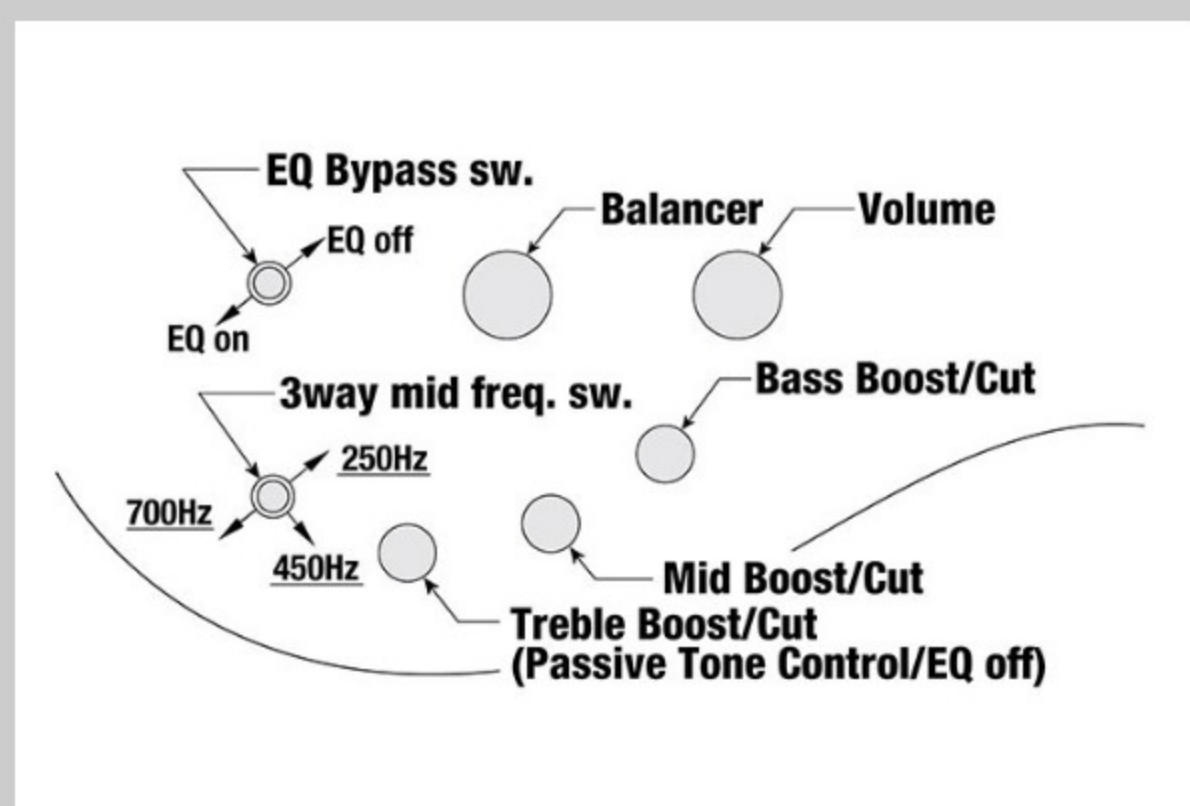 EQ Bypass sw.
Balancer
Volume
EQ off
EQ on
Bass Boost/Cut
3way mid freq. sw.
250Hz
700Hz
450Hz
Mid Boost/Cut
Treble Boost/Cut
(Passive Tone Control/EQ off)